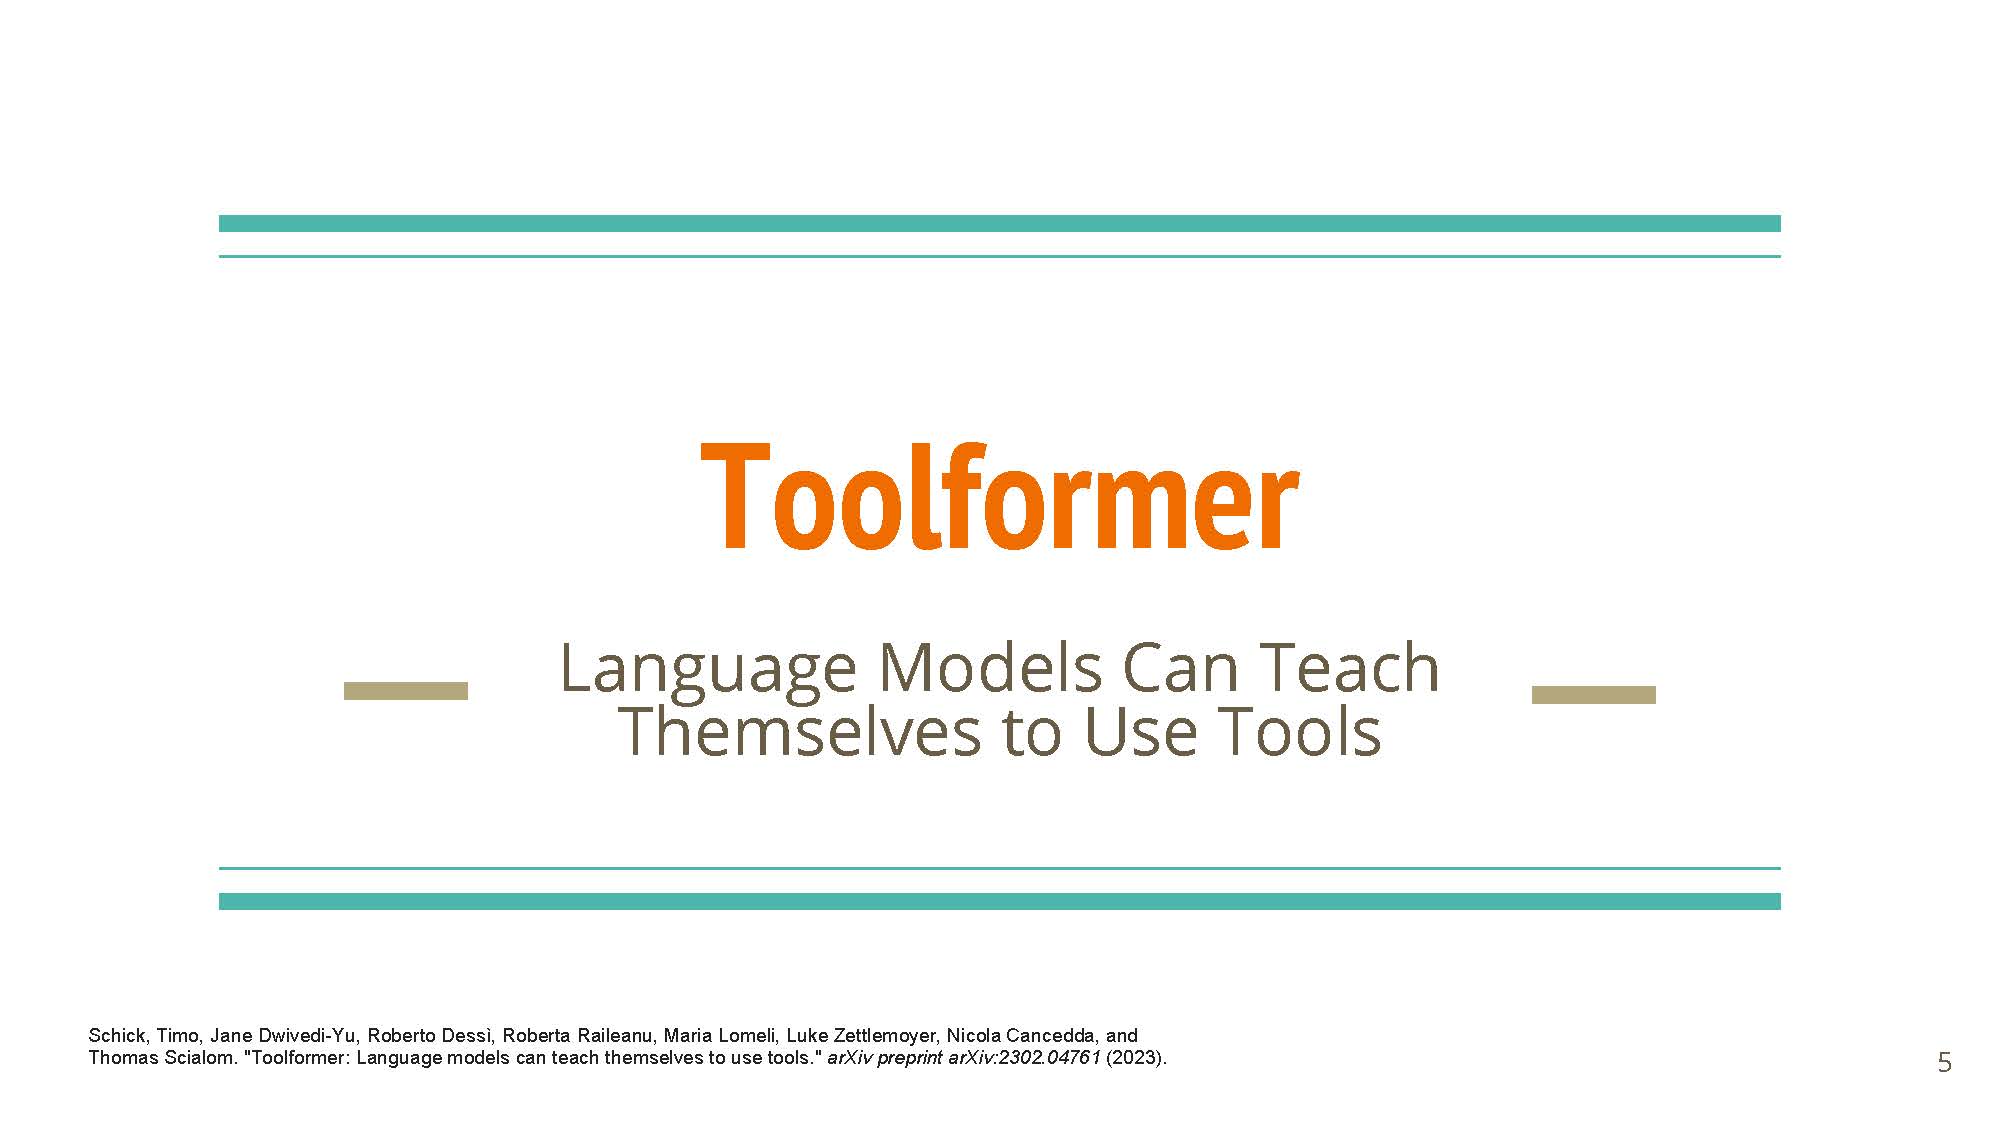 Toolformer
Language Models Can Teach
Themselves to Use Tools
Schick, Timo, Jane Dwivedi-Yu, Roberto Dessì, Roberta Raileanu, Maria Lomeli, Luke Zettlemoyer, Nicola Cancedda, and
Thomas Scialom. "Toolformer: Language models can teach themselves to use tools." arXiv preprint arXiv:2302.04761 (2023).
5